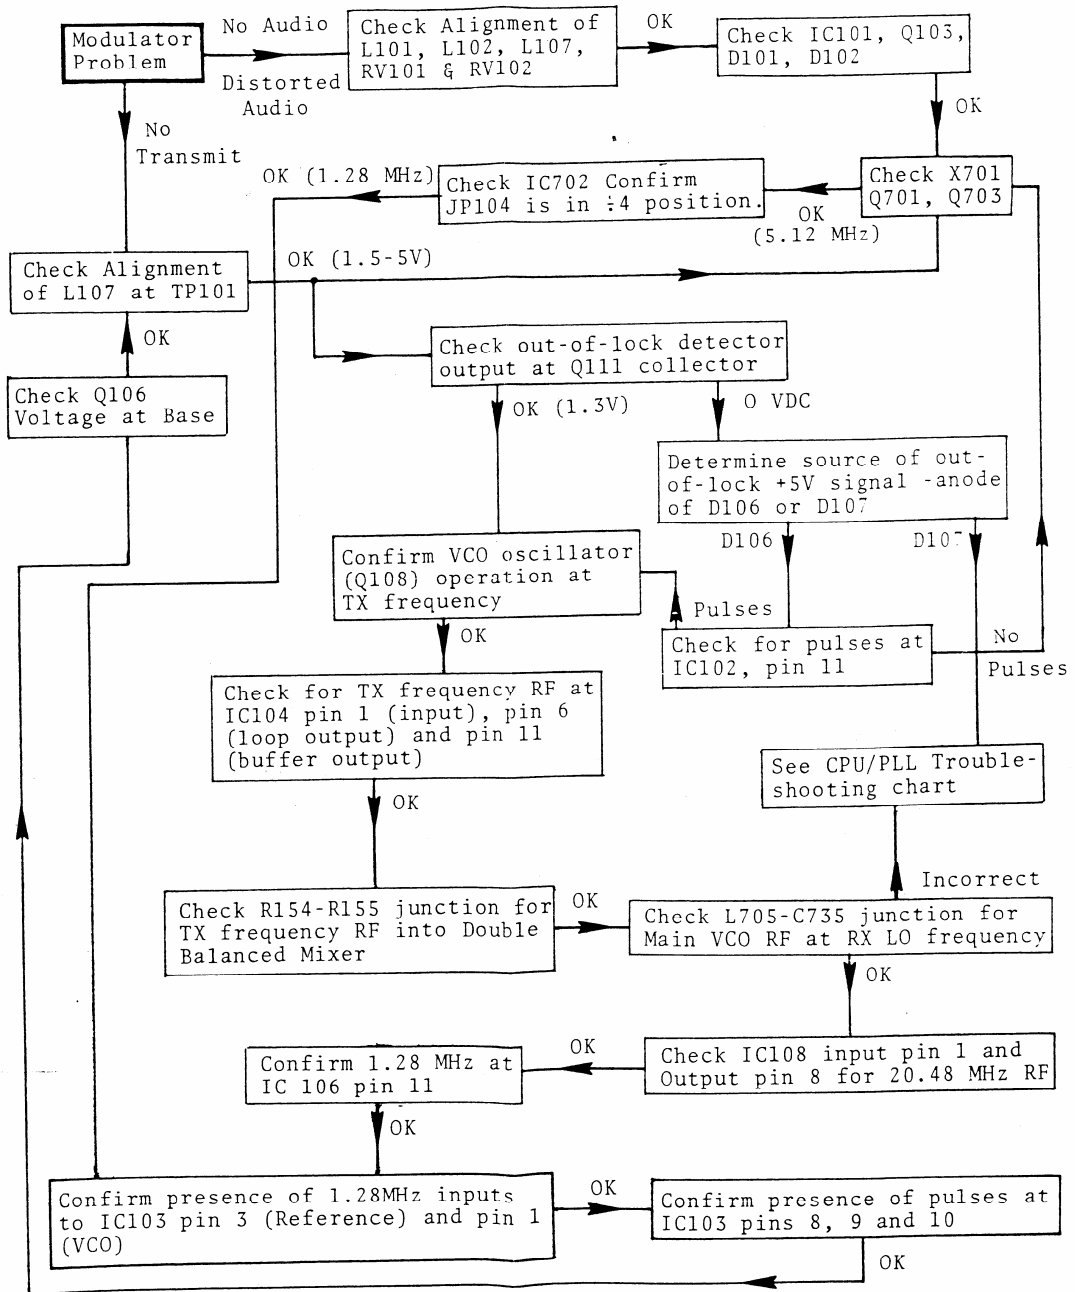 Modulator
Problem
No Audio
Distorted
Audio
Check Alignment of
L101, L102, L107,
RV101 & RV102
OK
Check IC101, Q103,
D101, D102
OK
No
Transmit
OK (1.28 MHz)
Check IC702 Confirm
JP104 is in ÷4 position.
OK
(5.12 MHz)
Check X701
Q701, Q703
Check Alignment
of L107 at TP101
OK (1.5-5V)
OK
Check out-of-lock detector
output at Q111 collector
Check Q106
Voltage at Base
OK (1.3V)
O VDC
Determine source of out-
of-lock +5V signal -anode
of D106 or D107
D106
D107
Confirm VCO oscillator
(Q108) operation at
TX frequency
Pulses
OK
Check for pulses at
IC102, pin 11
No
Pulses
Check for TX frequency RF at
IC104 pin 1 (input), pin 6
(loop output) and pin 11
(buffer output)
See CPU/PLL Trouble-
shooting chart
OK
Incorrect
Check R154-R155 junction for
TX frequency RF into Double
Balanced Mixer
OK
Check L705-C735 junction for
Main VCO RF at RX LO frequency
OK
Confirm 1.28 MHz at
IC 106 pin 11
OK
Check IC108 input pin 1 and
Output pin 8 for 20.48 MHz RF
OK
Confirm presence of 1.28MHz inputs
to IC103 pin 3 (Reference) and pin 1
(VCO)
OK
Confirm presence of pulses at
IC103 pins 8, 9 and 10
OK